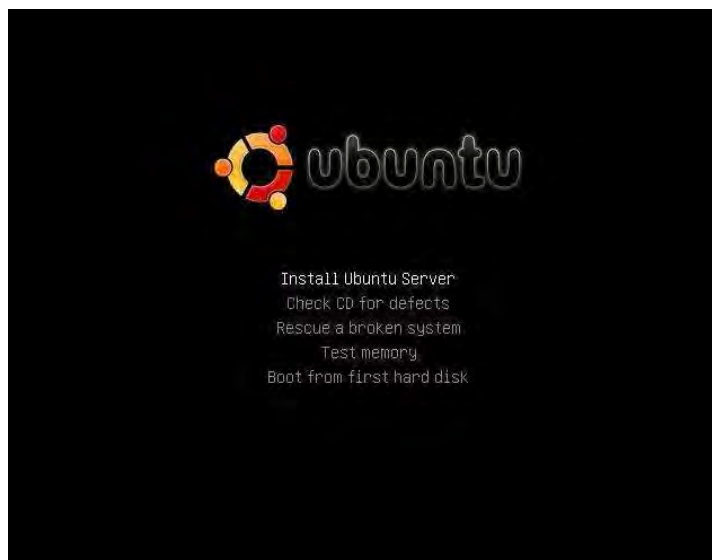 ubuntu
Install Ubuntu Server
Check CD for defects
Rescue a broken system
Test memory
Boot from first hard disk